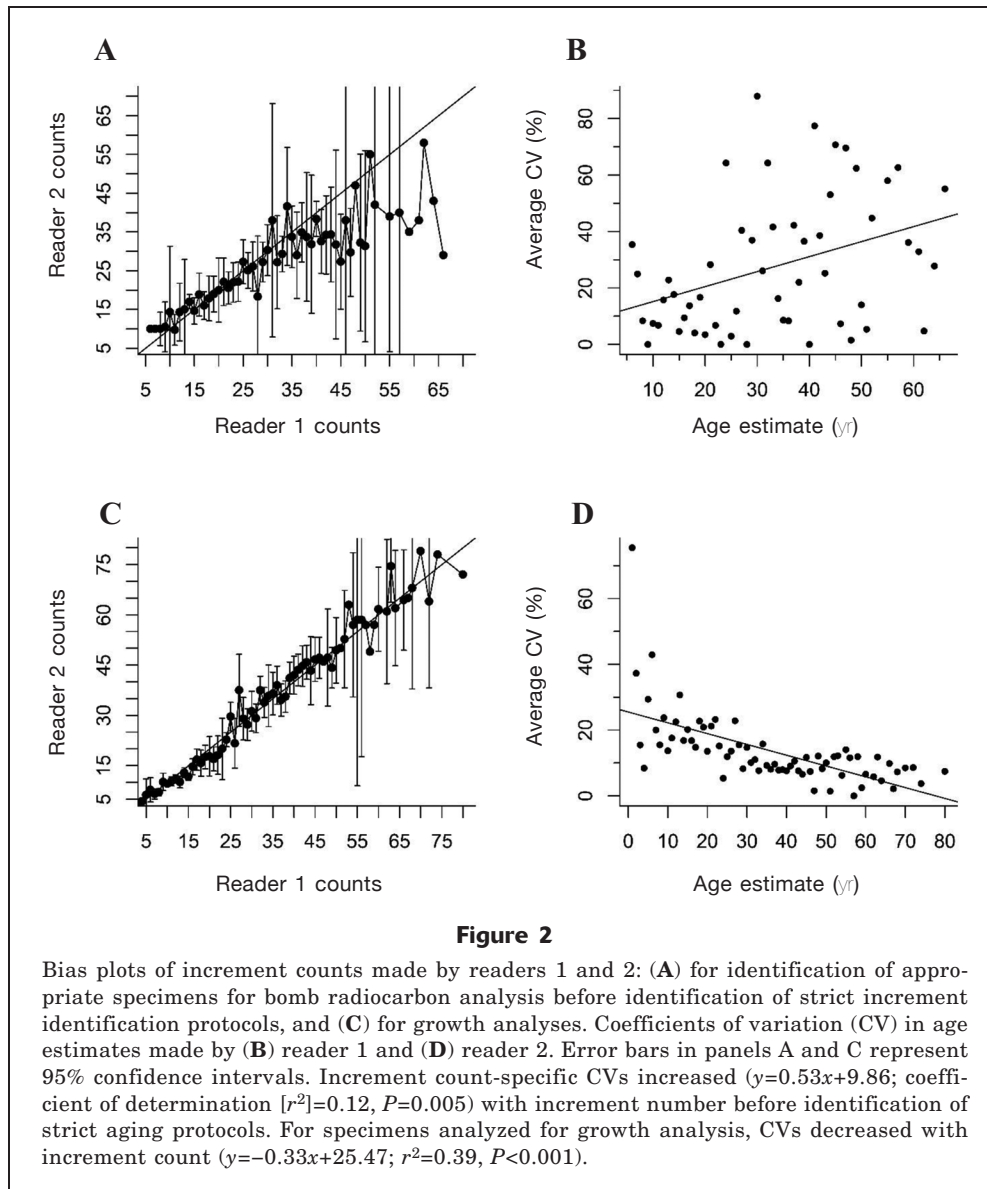 A
Reader 2 counts
5 15 25 35 45 55 65
5 15 25 35 45 55 65
Reader 1 counts
B
Average CV (%)
0 20 40 60 80
10 20 30 40 50 60
Age estimate (yr)
C
Reader 2 counts
5 15 30 45 60 75
5 15 25 35 45 55 65 75
Reader 1 counts
D
Average CV (%)
0 20 40 60 80
0 10 20 30 40 50 60 70 80
Age estimate (yr)
Figure 2
Bias plots of increment counts made by readers 1 and 2: (A) for identification of appro-
priate specimens for bomb radiocarbon analysis before identification of strict increment
identification protocols, and (C) for growth analyses. Coefficients of variation (CV) in age
estimates made by (B) reader 1 and (D) reader 2. Error bars in panels A and C represent
95% confidence intervals. Increment count-specific CVs increased (y=0.53x+9.86; coeffi-
cient of determination [r²]=0.12, P=0.005) with increment number before identification of
strict aging protocols. For specimens analyzed for growth analysis, CVs decreased with
increment count (y=−0.33x+25.47; r²=0.39, P<0.001).